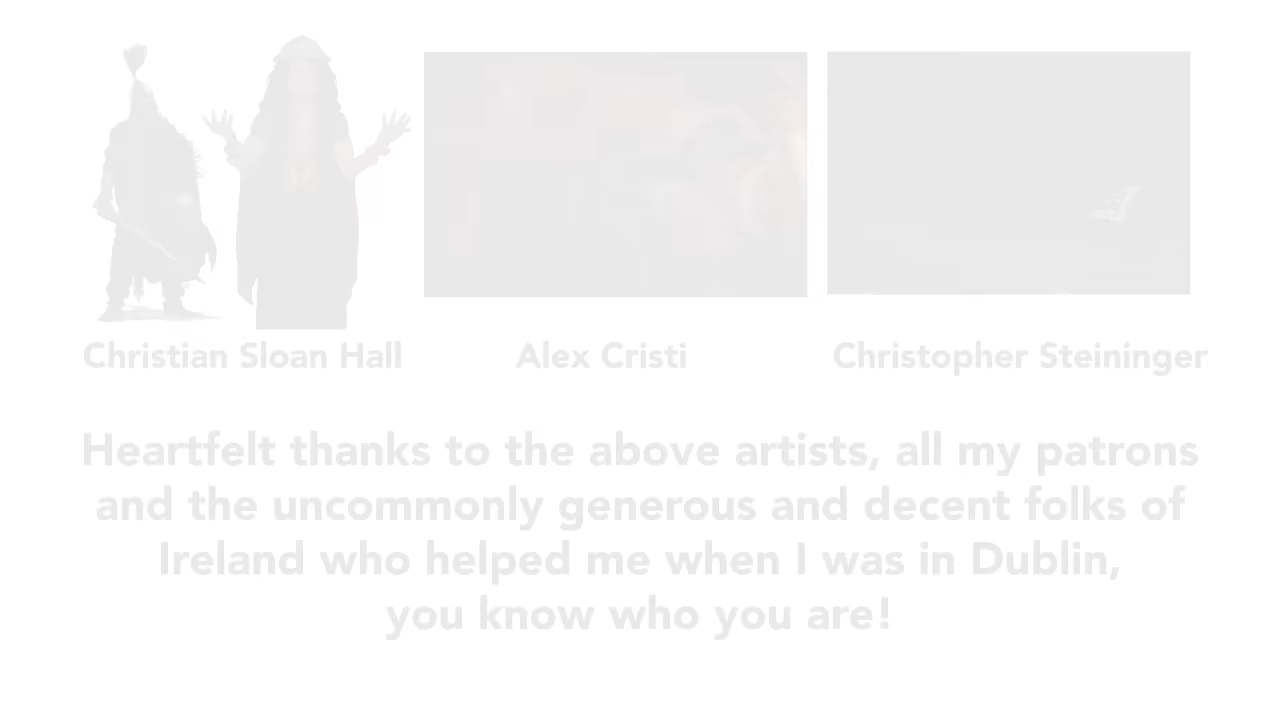 Christian Sloan Hall
Alex Cristi
Christopher Steininger
Heartfelt thanks to the above artists, all my patrons
and the uncommonly generous and decent folks of
Ireland who helped me when I was in Dublin,
you know who you are!